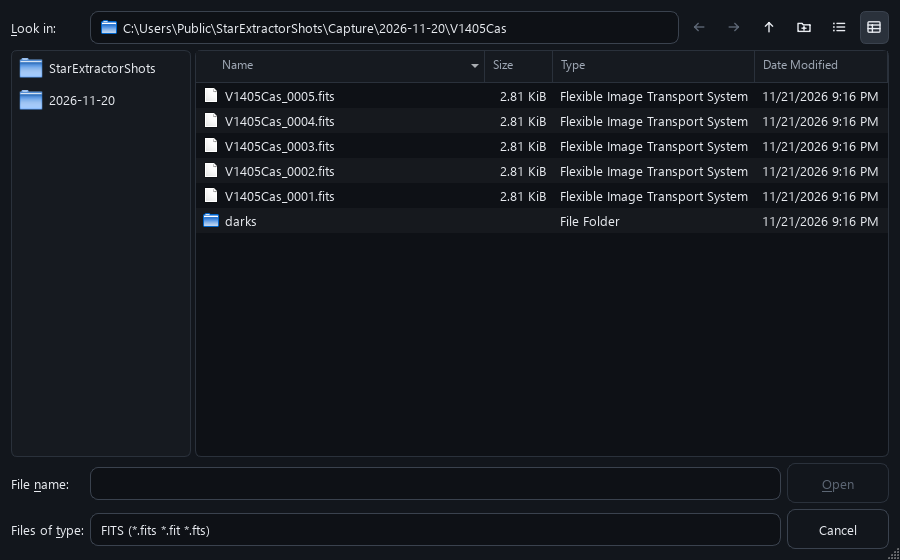 Look in: C:\Users\Public\StarExtractorShots\Capture\2026-11-20\V1405Cas
StarExtractorShots
2026-11-20
Name Size Type Date Modified
V1405Cas_0005.fits 2.81 KiB Flexible Image Transport System 11/21/2026 9:16 PM
V1405Cas_0004.fits 2.81 KiB Flexible Image Transport System 11/21/2026 9:16 PM
V1405Cas_0003.fits 2.81 KiB Flexible Image Transport System 11/21/2026 9:16 PM
V1405Cas_0002.fits 2.81 KiB Flexible Image Transport System 11/21/2026 9:16 PM
V1405Cas_0001.fits 2.81 KiB Flexible Image Transport System 11/21/2026 9:16 PM
darks File Folder 11/21/2026 9:16 PM
File name: Open
Files of type: FITS (*.fits *.fit *.fts) Cancel